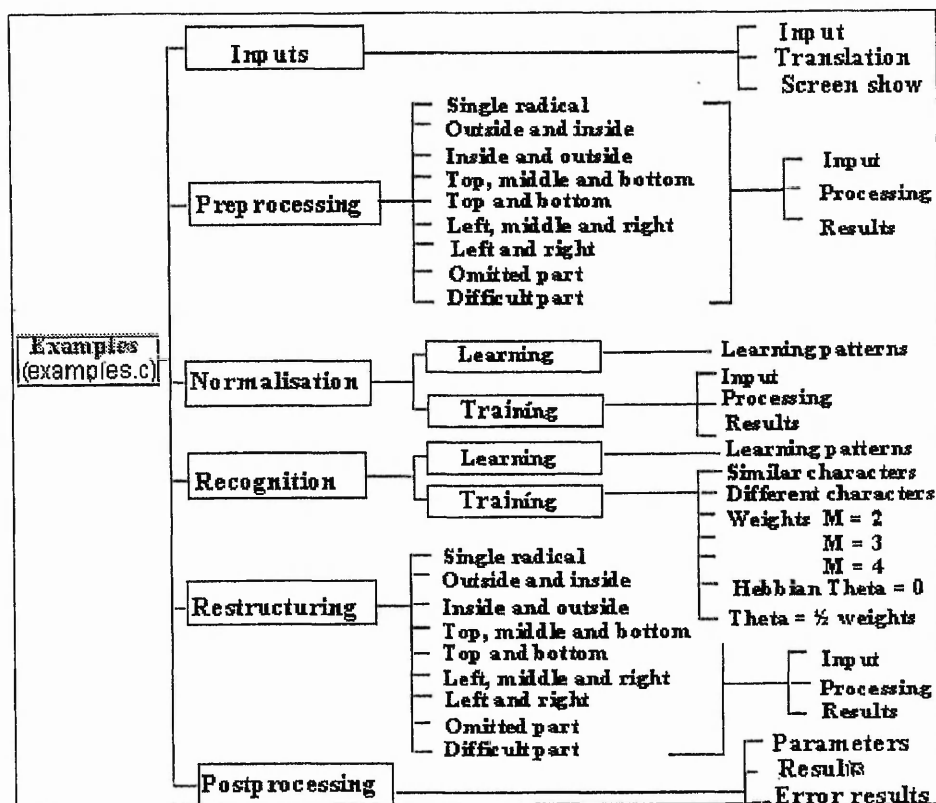 Examples
(examples.c)
Inputs
Input
Translation
Screen show
Preprocessing
Single radical
Outside and inside
Inside and outside
Top, middle and bottom
Top and bottom
Left, middle and right
Left and right
Omitted part
Difficult part
Input
Processing
Results
Normalisation
Learning
Learning patterns
Training
Input
Processing
Results
Recognition
Learning
Learning patterns
Training
Similar characters
Different characters
Weights M = 2
M = 3
M = 4
Hebbian Theta = 0
Theta = ½ weights
Restructuring
Single radical
Outside and inside
Inside and outside
Top, middle and bottom
Top and bottom
Left, middle and right
Left and right
Omitted part
Difficult part
Input
Processing
Results
Postprocessing
Parameters
Results
Error results